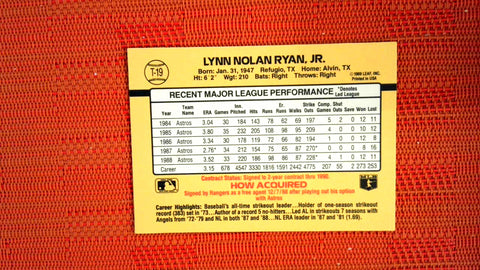 T-19
LYNN NOLAN RYAN, JR.
Born: Jan. 31, 1947 Refugio, TX Home: Alvin, TX
Ht: 6'2" Wgt: 210 Bats: Right Throws: Right
© 1989 LEAF, INC.
Printed in USA
RECENT MAJOR LEAGUE PERFORMANCE *Denotes Led League
Year Team Name ERA Games Inn. Pitched Hits Runs Er. Runs Walks Strike Outs Comp. Games Shut Outs Save Won Lost
1984 Astros 3.04 30 184 143 78 62 69 197 5 2 0 12 11
1985 Astros 3.80 35 232 205 108 98 95 209 4 0 0 10 12
1986 Astros 3.34 30 178 119 72 66 82 194 1 0 0 12 8
1987 Astros 2.76* 34 212 154 75 65 87 270* 0 0 0 8 16
1988 Astros 3.52 33 220 186 98 86 87 228* 4 1 0 12 11
Career 3.15 678 4547 3330 1816 1591 2442 4775 207 55 2 273 253
Contract Status: Signed to 2-year contract thru 1990.
HOW ACQUIRED
Signed by Rangers as a free agent 12/7/88 after playing out his option
with Astros
Career Highlights: Baseball's all-time strikeout leader...Holder of one-season strikeout
record (383) set in '73...Author of a record 5 no-hitters...Led AL in strikeouts 7 seasons with
Angels from '72-'79 and NL in both '87 and '88...NL ERA leader in '87 and '81 (1.69).